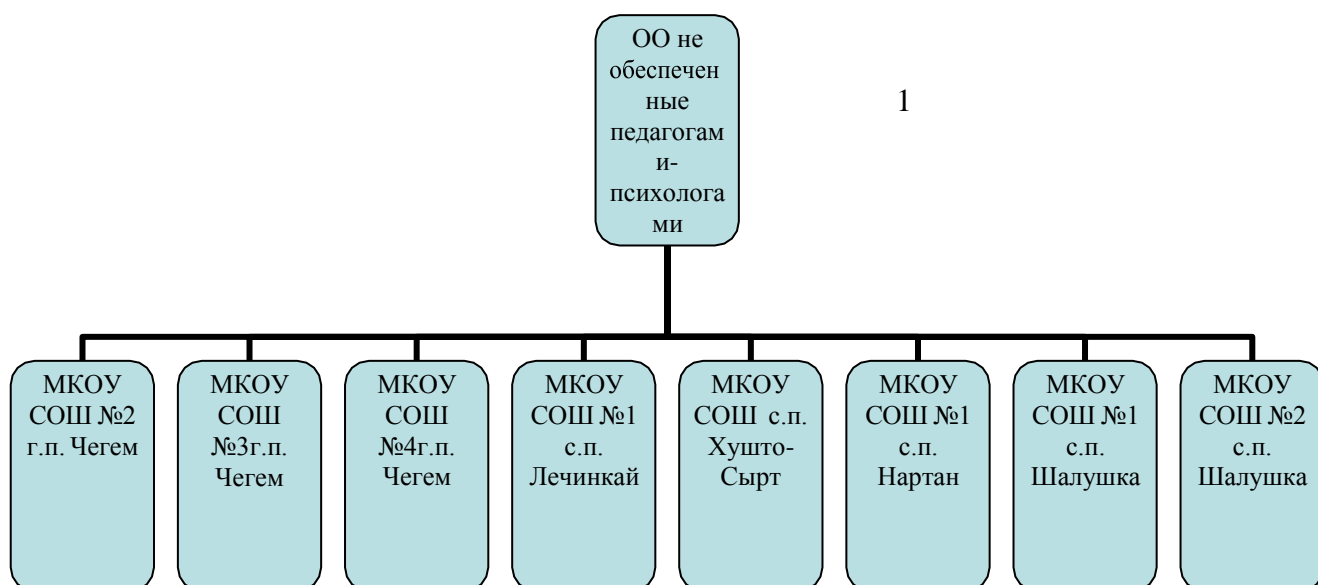 ОО не
обеспечен
ные
педагогам
и-
психолога
ми
1
МКОУ
СОШ №2
г.п. Чегем
МКОУ
СОШ
№3г.п.
Чегем
МКОУ
СОШ
№4г.п.
Чегем
МКОУ
СОШ №1
с.п.
Лечинкай
МКОУ
СОШ с.п.
Хушто-
Сырт
МКОУ
СОШ №1
с.п.
Нартан
МКОУ
СОШ №1
с.п.
Шалушка
МКОУ
СОШ №2
с.п.
Шалушка